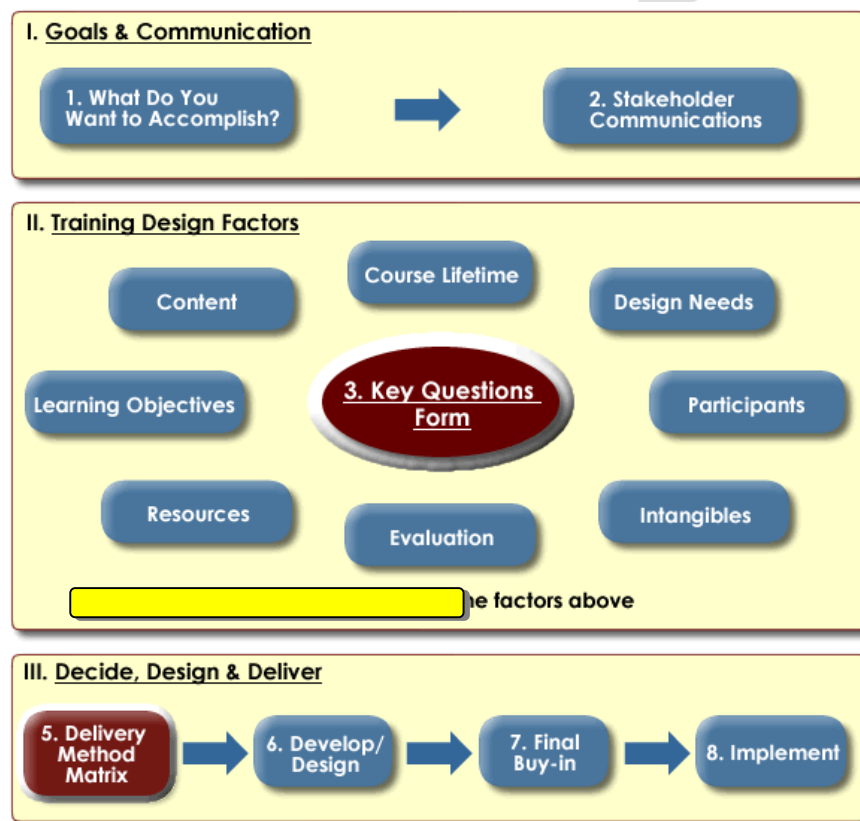 I. Goals & Communication
1. What Do You
Want to Accomplish?
2. Stakeholder
Communications
II. Training Design Factors
Course Lifetime
Content
Design Needs
3. Key Questions
Form
Learning Objectives
Participants
Resources
Intangibles
Evaluation
factors above
III. Decide, Design & Deliver
5. Delivery
Method
Matrix
6. Develop/
Design
7. Final
Buy-in
8. Implement